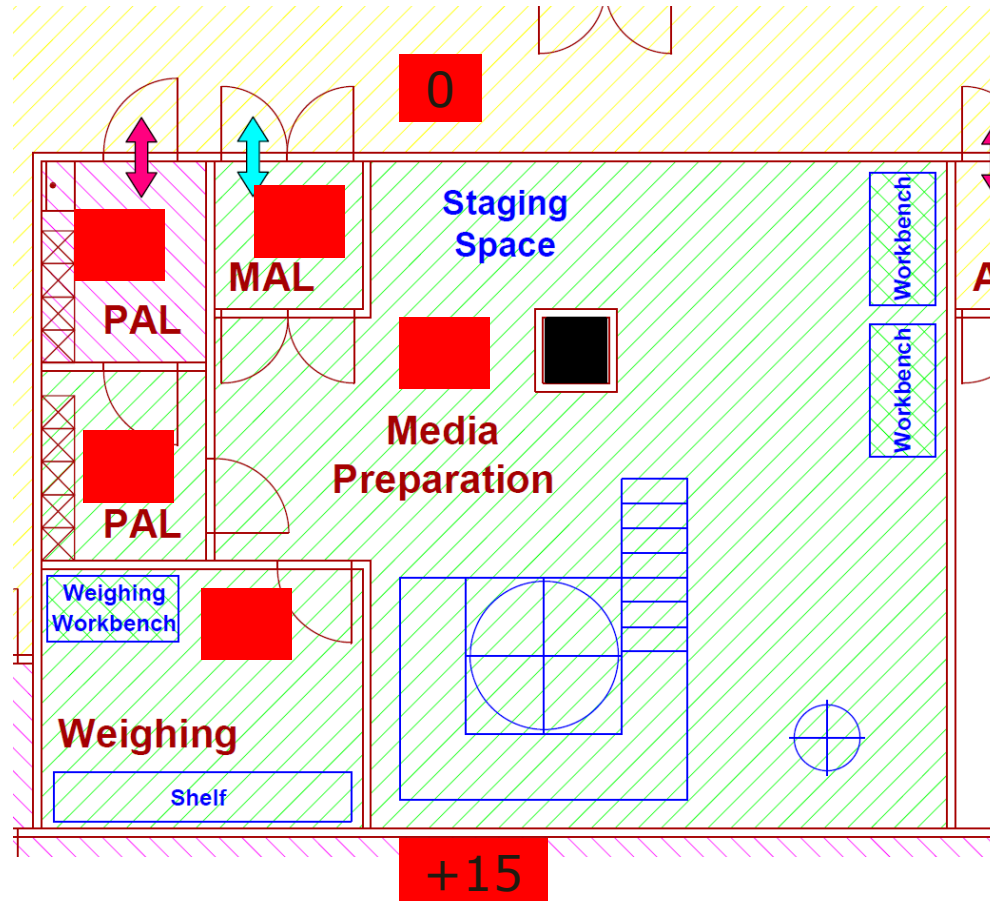 0
Staging
Space
Workbench
MAL
A
PAL
Workbench
Media
Preparation
PAL
Weighing
Workbench
Weighing
Shelf
+15